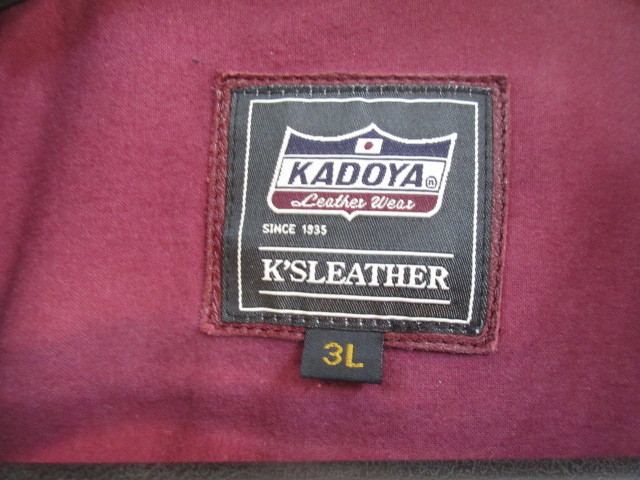 KADOYA
Leather Wear
SINCE 1935
K'SLEATHER
3L